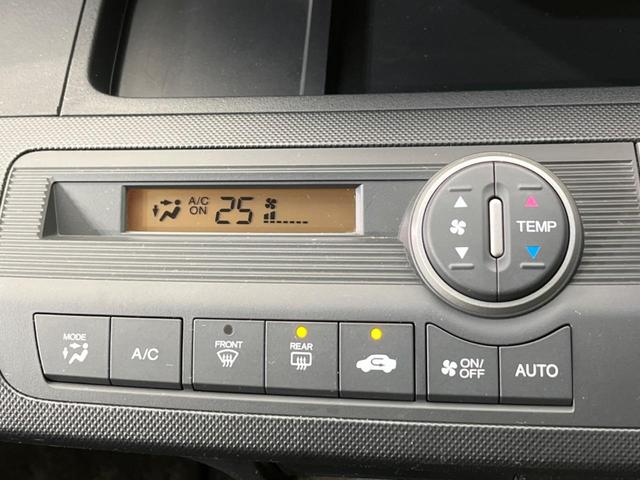 A/C
ON
25
TEMP
MODE
A/C
FRONT
REAR
ON/
OFF
AUTO